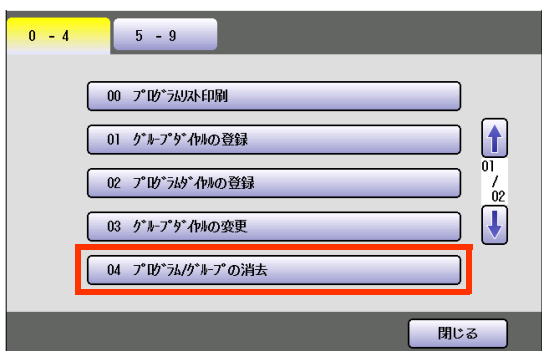 0 - 4
5 - 9
00 プログラムリスト印刷
01 グループダイヤルの登録
02 プログラムダイヤルの登録
03 グループダイヤルの変更
04 プログラム/グループの消去
01
/
02
閉じる